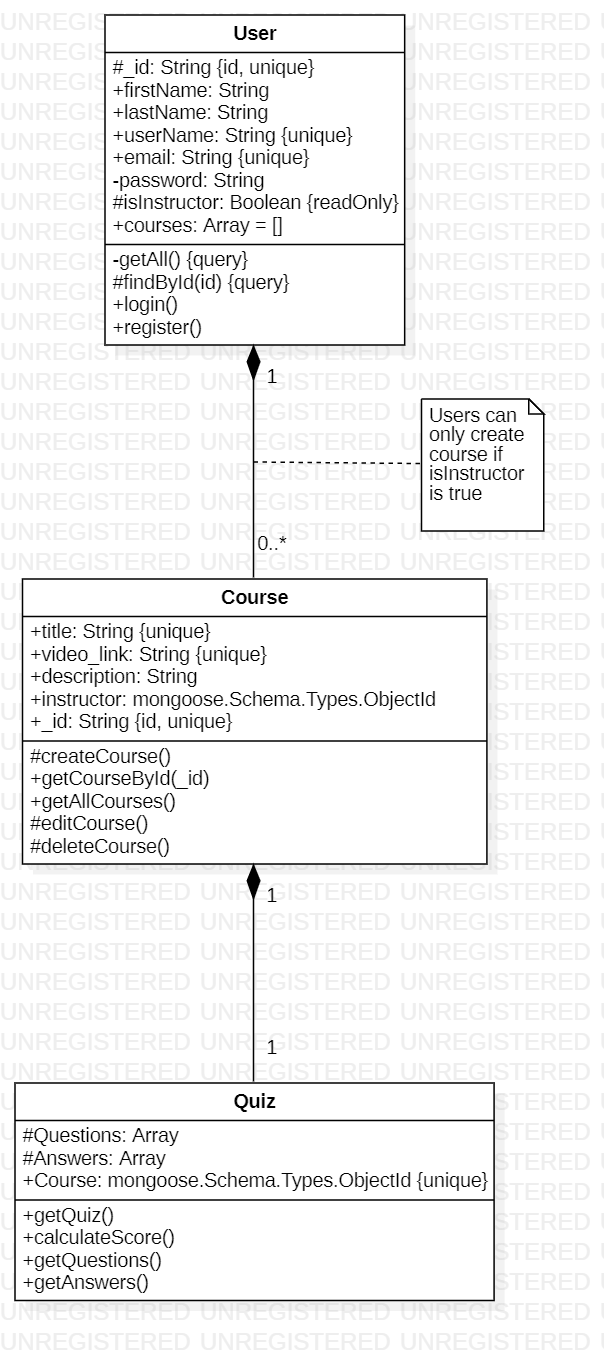 User
#_id: String {id, unique}
+firstName: String
+lastName: String
+userName: String {unique}
+email: String {unique}
-password: String
#isInstructor: Boolean {readOnly}
+courses: Array = []
-getAll() {query}
#findById(id) {query}
+login()
+register()
1
Users can
only create
course if
isInstructor
is true
0..*
Course
+title: String {unique}
+video_link: String {unique}
+description: String
+instructor: mongoose.Schema.Types.ObjectId
+_id: String {id, unique}
#createCourse()
+getCourseById(_id)
+getAllCourses()
#editCourse()
#deleteCourse()
1
1
Quiz
#Questions: Array
#Answers: Array
+Course: mongoose.Schema.Types.ObjectId {unique}
+getQuiz()
+calculateScore()
+getQuestions()
+getAnswers()
UNREGISTERED UNREGISTERED UNREGISTERED